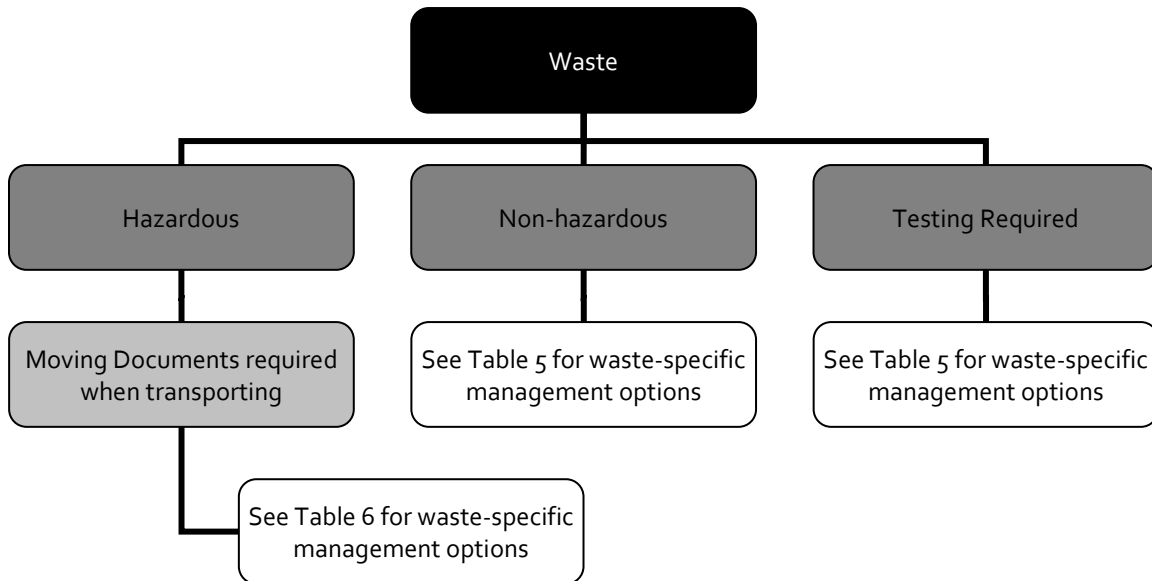 Waste
Hazardous
Non-hazardous
Testing Required
Moving Documents required
when transporting
See Table 5 for waste-specific
management options
See Table 5 for waste-specific
management options
See Table 6 for waste-specific
management options